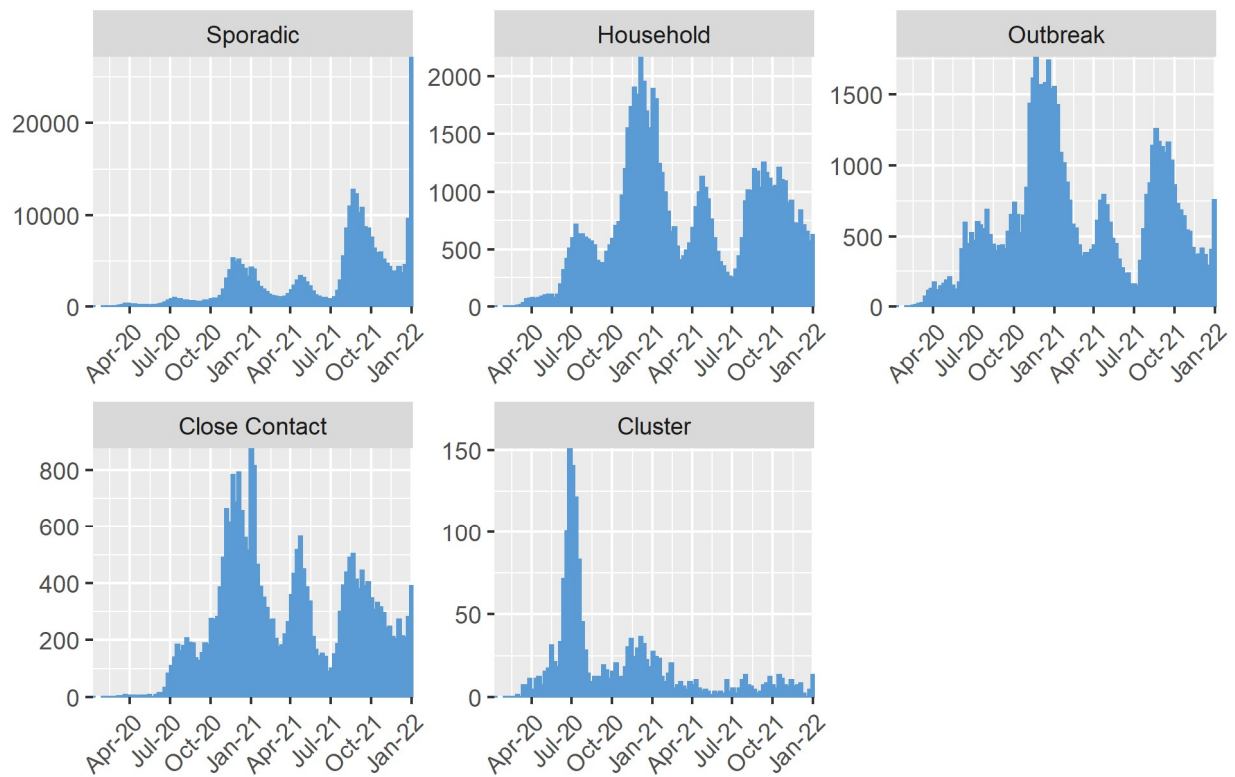 Sporadic
20000
10000
0
Apr-20 Jul-20 Oct-20 Jan-21 Apr-21 Jul-21 Oct-21 Jan-22
Household
2000
1500
1000
500
0
Apr-20 Jul-20 Oct-20 Jan-21 Apr-21 Jul-21 Oct-21 Jan-22
Outbreak
1500
1000
500
0
Apr-20 Jul-20 Oct-20 Jan-21 Apr-21 Jul-21 Oct-21 Jan-22
Close Contact
800
600
400
200
0
Apr-20 Jul-20 Oct-20 Jan-21 Apr-21 Jul-21 Oct-21 Jan-22
Cluster
150
100
50
0
Apr-20 Jul-20 Oct-20 Jan-21 Apr-21 Jul-21 Oct-21 Jan-22